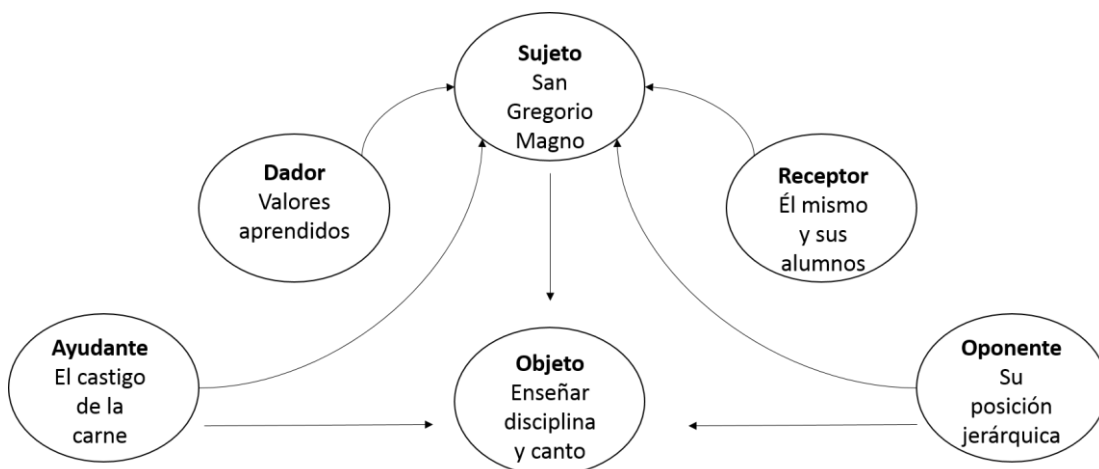 Sujeto
San
Gregorio
Magno
Dador
Valores
aprendidos
Receptor
Él mismo
y sus
alumnos
Ayudante
El castigo
de la
carne
Objeto
Enseñar
disciplina
y canto
Oponente
Su
posición
jerárquica